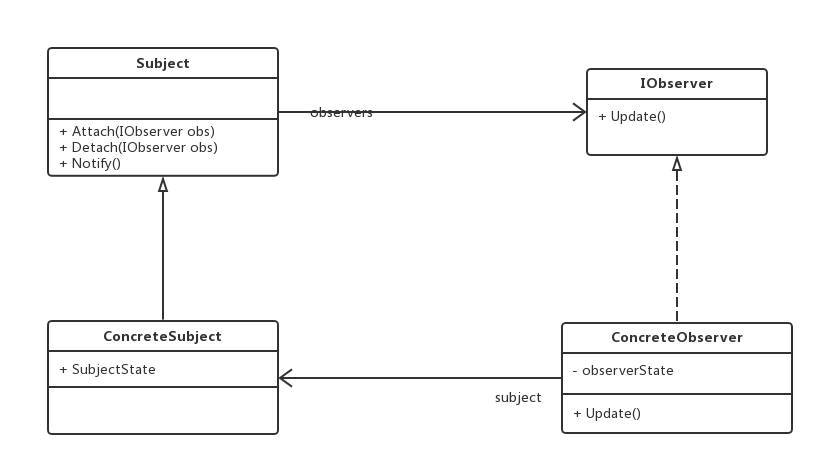 Subject
+ Attach(IObserver obs)
+ Detach(IObserver obs)
+ Notify()
observers
IObserver
+ Update()
ConcreteSubject
+ SubjectState
subject
ConcreteObserver
- observerState
+ Update()